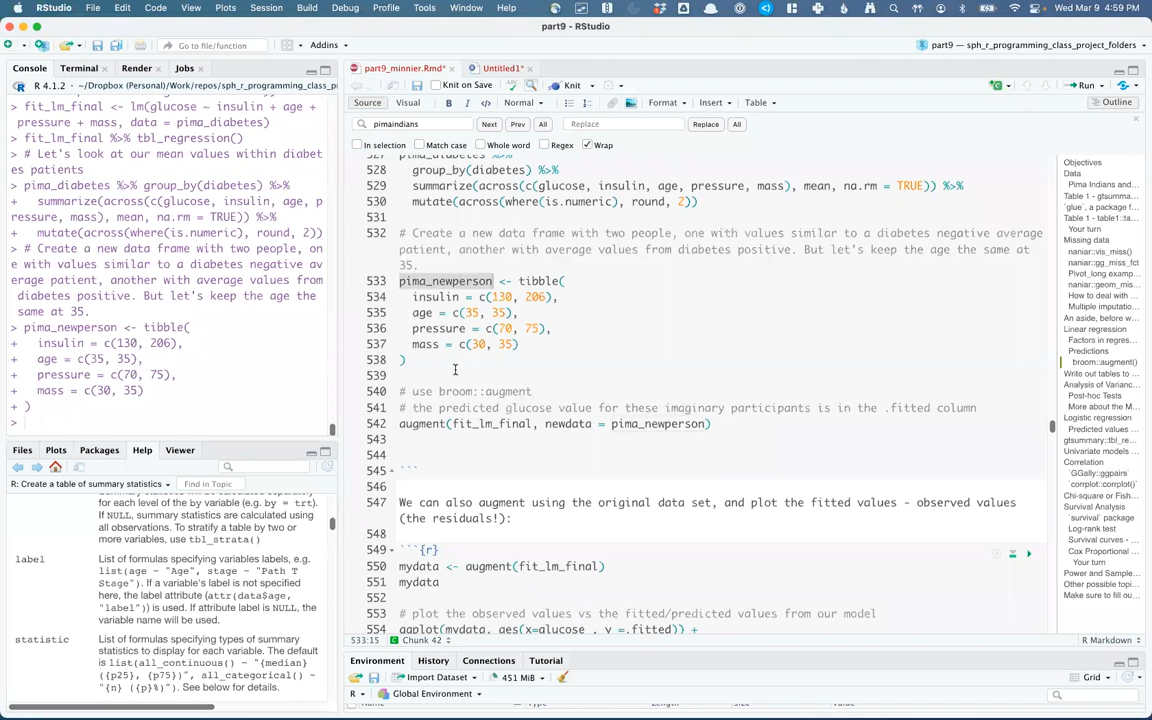 RStudio File Edit Code View Plots Session Build Debug Profile Tools Window Help Wed Mar 9 4:59 PM
part9 - RStudio
Go to file/function Addins part9 — sph_r_programming_class_project_folders
Console Terminal Render Jobs
R 4.1.2 · ~/Dropbox (Personal)/Work/repos/sph_r_programming_class_p
> fit_lm_final <- lm(glucose ~ insulin + age +
pressure + mass, data = pima_diabetes)
> fit_lm_final %>% tbl_regression()
> # Let's look at our mean values within diabet
es patients
> pima_diabetes %>% group_by(diabetes) %>%
+ summarize(across(c(glucose, insulin, age, p
ressure, mass), mean, na.rm = TRUE)) %>%
+ mutate(across(where(is.numeric), round, 2))
> # Create a new data frame with two people, on
e with values similar to a diabetes negative av
erage patient, another with average values from
diabetes positive. But let's keep the age the
same at 35.
> pima_newperson <- tibble(
+ insulin = c(130, 206),
+ age = c(35, 35),
+ pressure = c(70, 75),
+ mass = c(30, 35)
+ )
>
Files Plots Packages Help Viewer
R: Create a table of summary statistics Find in Topic
for each level of the by variable (e.g. by = trt).
If NULL, summary statistics are calculated using
all observations. To stratify a table by two or
more variables, use tbl_strata()
label List of formulas specifying variables labels, e.g.
list(age ~ "Age", stage ~ "Path T
Stage"). If a variable's label is not specified
here, the label attribute (attr(data$age,
"label")) is used. If attribute label is NULL, the
variable name will be used.
statistic List of formulas specifying types of summary
statistics to display for each variable. The default
is list(all_continuous() ~ "{median}
({p25}, {p75})", all_categorical() ~
"{n} ({p}%)"). See below for details.
part9_minnier.Rmd* Untitled1*
Knit on Save Knit Run
Source Visual B I Normal Format Insert Table Outline
pimaindians Next Prev All Replace Replace All
In selection Match case Whole word Regex Wrap
527 pima_diabetes %>%
528 group_by(diabetes) %>%
529 summarize(across(c(glucose, insulin, age, pressure, mass), mean, na.rm = TRUE)) %>%
530 mutate(across(where(is.numeric), round, 2))
531
532 # Create a new data frame with two people, one with values similar to a diabetes negative average
patient, another with average values from diabetes positive. But let's keep the age the same at
35.
533 pima_newperson <- tibble(
534 insulin = c(130, 206),
535 age = c(35, 35),
536 pressure = c(70, 75),
537 mass = c(30, 35)
538 )
539
540 # use broom::augment
541 # the predicted glucose value for these imaginary participants is in the .fitted column
542 augment(fit_lm_final, newdata = pima_newperson)
543
544
545 ```
546
547 We can also augment using the original data set, and plot the fitted values - observed values
(the residuals!):
548
549 ```{r}
550 mydata <- augment(fit_lm_final)
551 mydata
552
553 # plot the observed values vs the fitted/predicted values from our model
554 ggplot(mydata, aes(x=glucose , y =.fitted)) +
533:15 Chunk 42 R Markdown
Objectives
Data
Pima Indians and
Table 1 - gtsumma..
`glue`, a package f..
Table 1 - table1::ta..
Your turn
Missing data
naniar::vis_miss()
naniar::gg_miss_fct
Pivot_long examp...
naniar::geom_mis..
How to deal with ..
Multiple imputatio..
An aside, before w...
Linear regression
Factors in regres...
Predictions
broom::augment()
Write out tables to ..
Analysis of Varianc...
Post-hoc Tests
More about the M...
Logistic regression
Predicted values ..
gtsummary::tbl_re...
Univariate models ..
Correlation
`GGally::ggpairs`
`corrplot::corrplot()`
Chi-square or Fish...
Survival Analysis
`survival` package
Log-rank test
Survival curves - ..
Cox Proportional ..
Your turn
Power and Sample...
Other possible topi...
Make sure to fill ou...
Environment History Connections Tutorial
Import Dataset 451 MiB Grid
R Global Environment